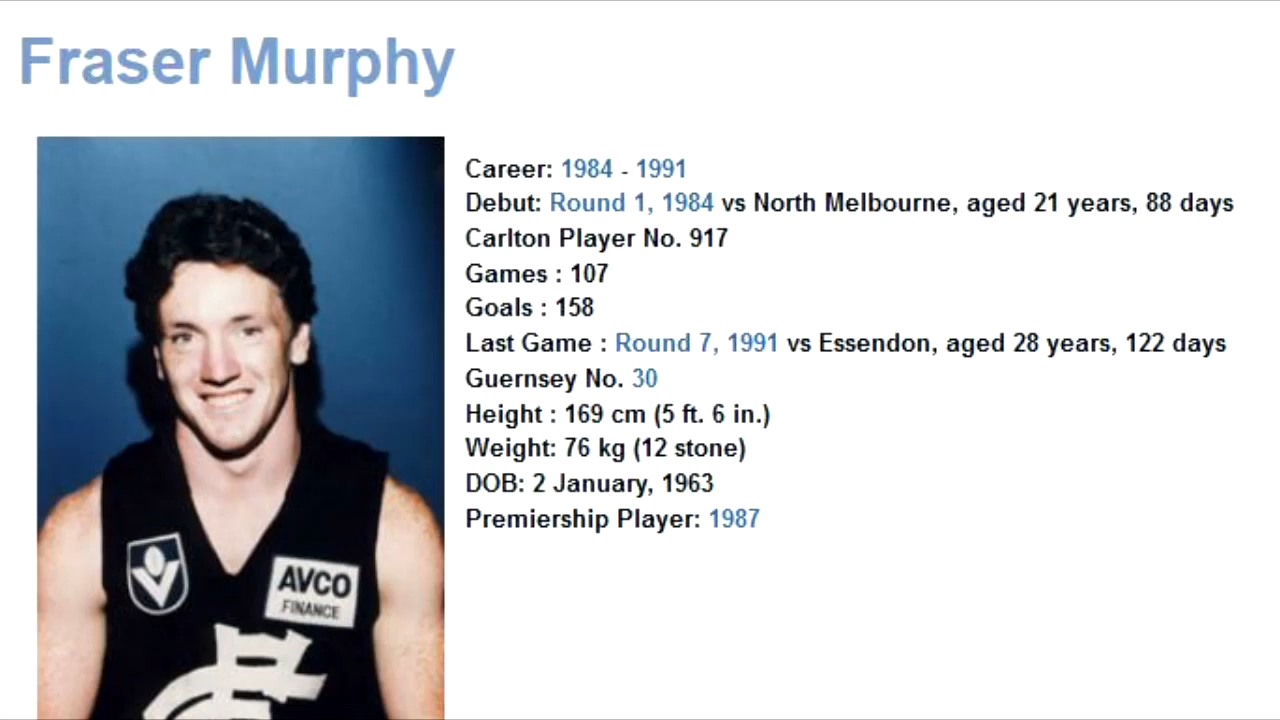 Fraser Murphy
Career: 1984 - 1991
Debut: Round 1, 1984 vs North Melbourne, aged 21 years, 88 days
Carlton Player No. 917
Games : 107
Goals : 158
Last Game : Round 7, 1991 vs Essendon, aged 28 years, 122 days
Guernsey No. 30
Height : 169 cm (5 ft. 6 in.)
Weight: 76 kg (12 stone)
DOB: 2 January, 1963
Premiership Player: 1987
AVCO
FINANCE